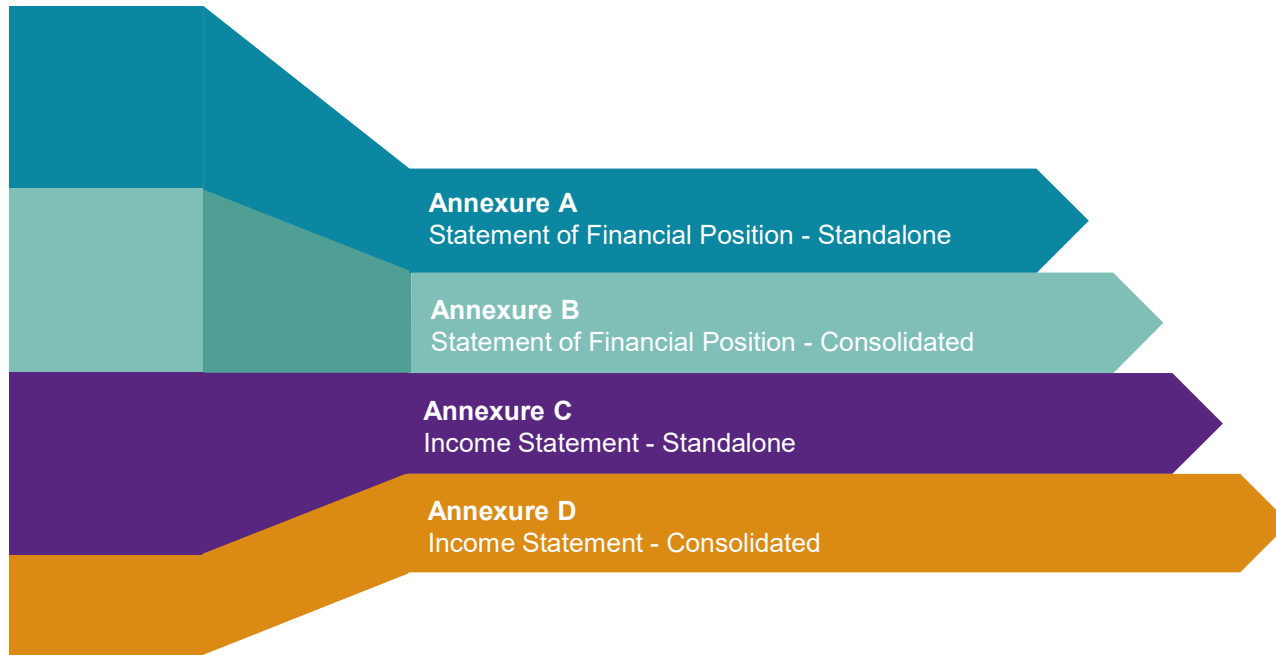 Annexure A
Statement of Financial Position - Standalone
Annexure B
Statement of Financial Position - Consolidated
Annexure C
Income Statement - Standalone
Annexure D
Income Statement - Consolidated